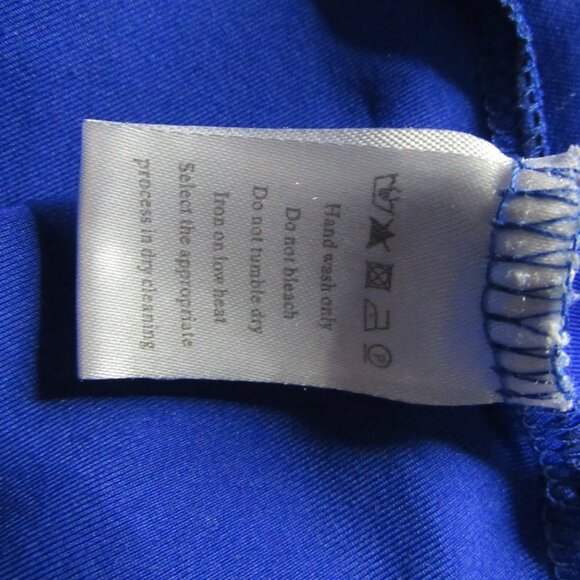 Hand wash only
Do not bleach
Do not tumble dry
Iron on low heat
Select the appropriate
process in dry cleaning
P